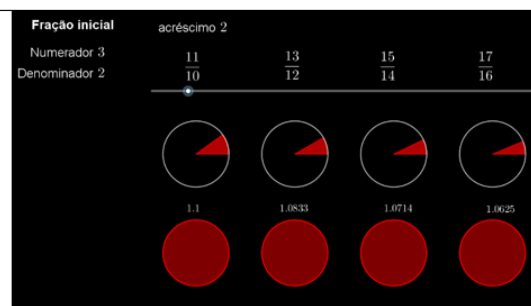 Fração inicial
acréscimo 2
Numerador 3
Denominador 2
11/10 13/12 15/14 17/16
1.1 1.0833 1.0714 1.0625